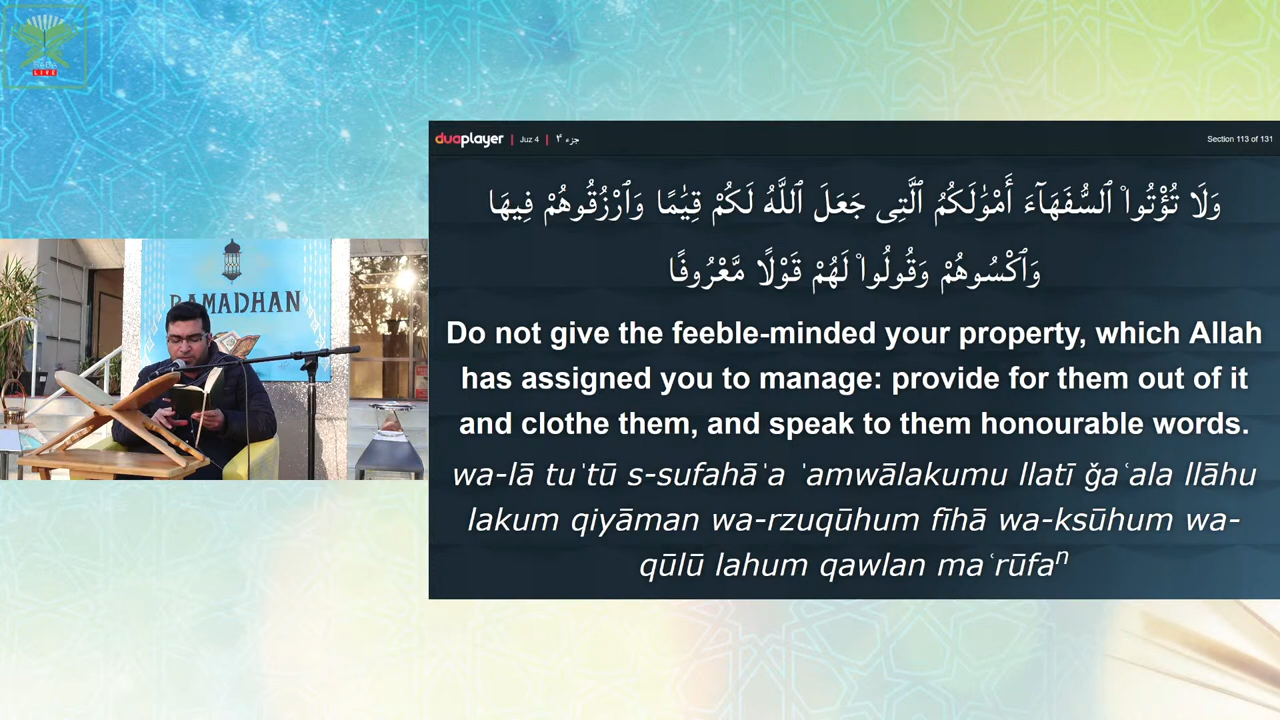 LIVE
duaplayer | Juz 4 | جزء ۴
Section 113 of 131
وَلَا تُؤْتُوا۟ ٱلسُّفَهَآءَ أَمْوَٰلَكُمُ ٱلَّتِى جَعَلَ ٱللَّهُ لَكُمْ قِيَٰمًا وَٱرْزُقُوهُمْ فِيهَا
وَٱكْسُوهُمْ وَقُولُوا۟ لَهُمْ قَوْلًا مَّعْرُوفًا
Do not give the feeble-minded your property, which Allah
has assigned you to manage: provide for them out of it
and clothe them, and speak to them honourable words.
wa-lā tuʾtū s-sufahāʾa ʾamwālakumu llatī ǧaʿala llāhu
lakum qiyāman wa-rzuqūhum fīhā wa-ksūhum wa-
qūlū lahum qawlan maʿrūfaⁿ
RAMADHAN